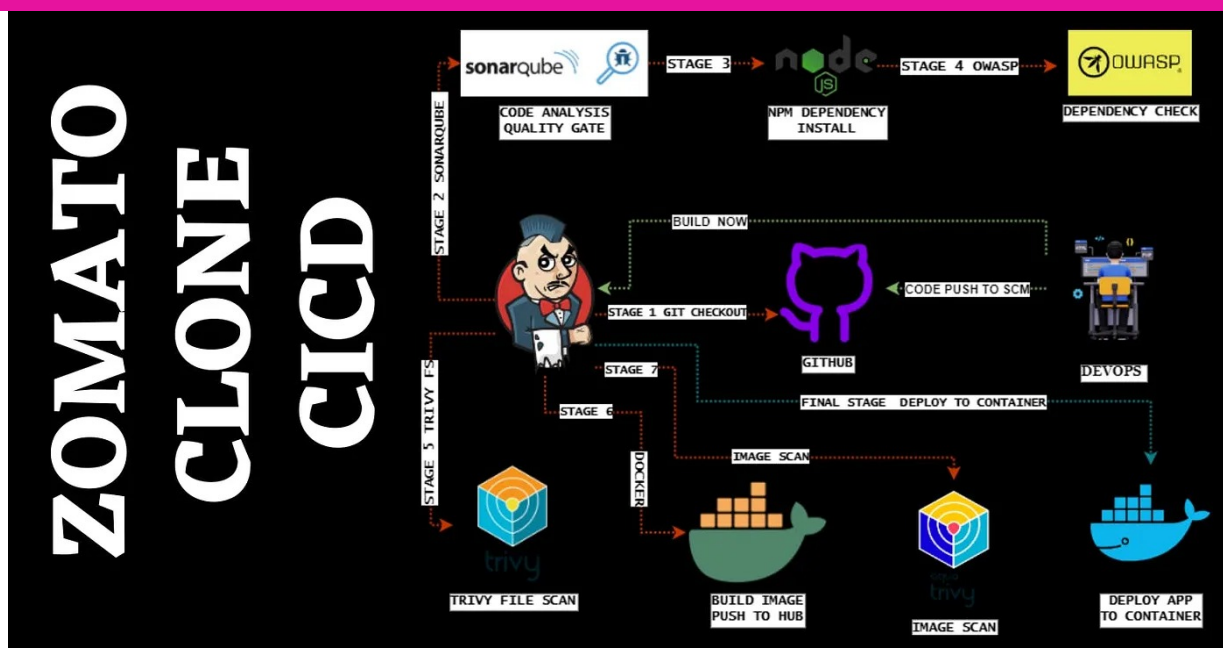 ZOMATO
CLONE
CICD
sonarqube
STAGE 3
node
JS
STAGE 4 OWASP
OWASP
CODE ANALYSIS
QUALITY GATE
NPM DEPENDENCY
INSTALL
DEPENDENCY CHECK
STAGE 2 SONARQUBE
BUILD NOW
CODE PUSH TO SCM
STAGE 1 GIT CHECKOUT
GITHUB
DEVOPS
STAGE 7
FINAL STAGE DEPLOY TO CONTAINER
STAGE 6
STAGE 5 TRIVY FS
DOCKER
IMAGE SCAN
trivy
aqua
trivy
TRIVY FILE SCAN
BUILD IMAGE
PUSH TO HUB
IMAGE SCAN
DEPLOY APP
TO CONTAINER